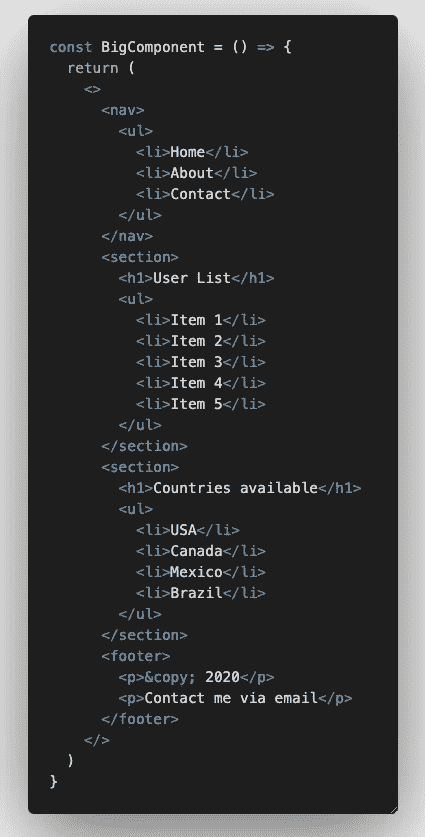 const BigComponent = () => {
  return (
    <>
      <nav>
        <ul>
          <li>Home</li>
          <li>About</li>
          <li>Contact</li>
        </ul>
      </nav>
      <section>
        <h1>User List</h1>
        <ul>
          <li>Item 1</li>
          <li>Item 2</li>
          <li>Item 3</li>
          <li>Item 4</li>
          <li>Item 5</li>
        </ul>
      </section>
      <section>
        <h1>Countries available</h1>
        <ul>
          <li>USA</li>
          <li>Canada</li>
          <li>Mexico</li>
          <li>Brazil</li>
        </ul>
      </section>
      <footer>
        <p>&copy; 2020</p>
        <p>Contact me via email</p>
      </footer>
    </>
  )
}